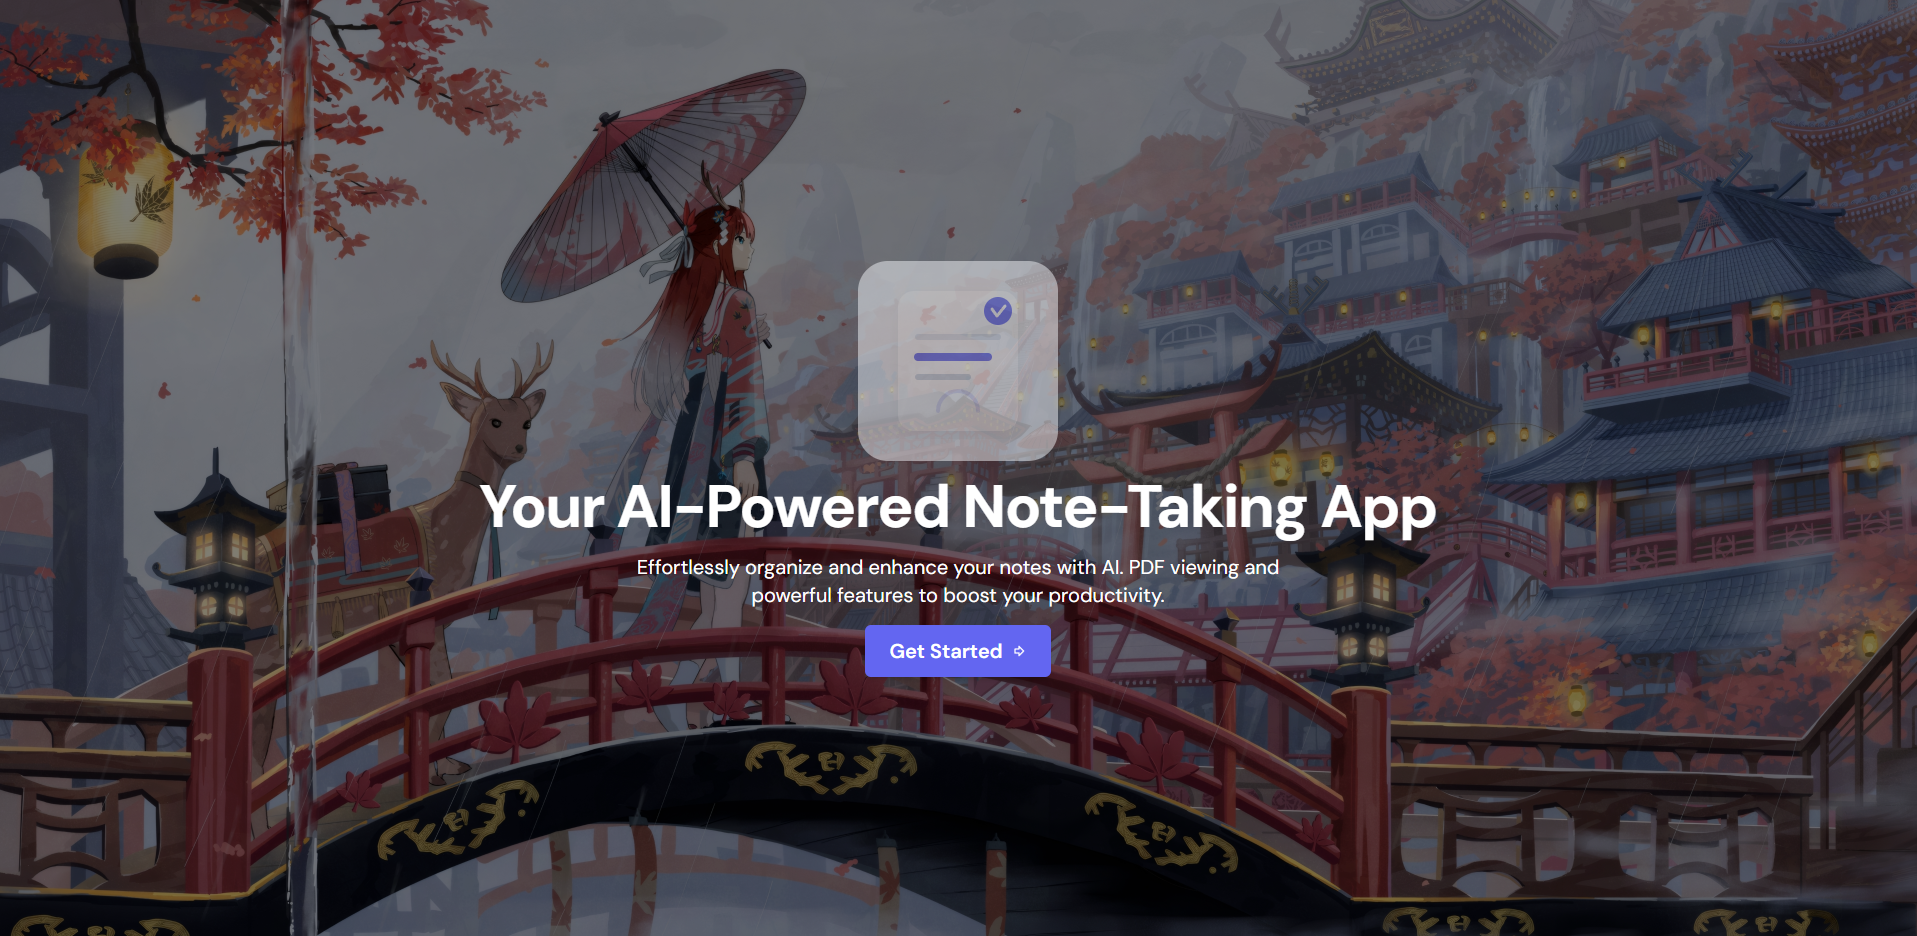 Your AI-Powered Note-Taking App
Effortlessly organize and enhance your notes with AI. PDF viewing and
powerful features to boost your productivity.
Get Started